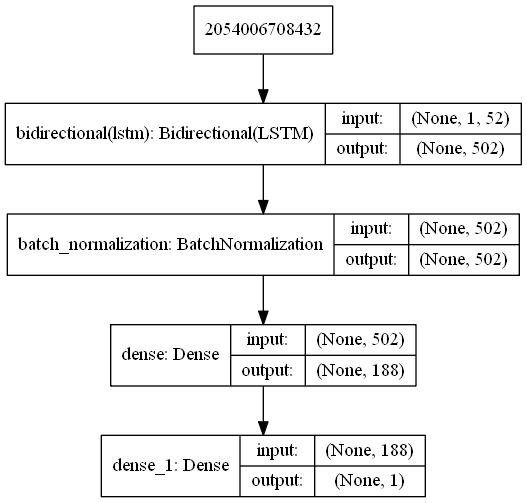 2054006708432
bidirectional(lstm): Bidirectional(LSTM)
input: (None, 1, 52)
output: (None, 502)
batch_normalization: BatchNormalization
input: (None, 502)
output: (None, 502)
dense: Dense
input: (None, 502)
output: (None, 188)
dense_1: Dense
input: (None, 188)
output: (None, 1)